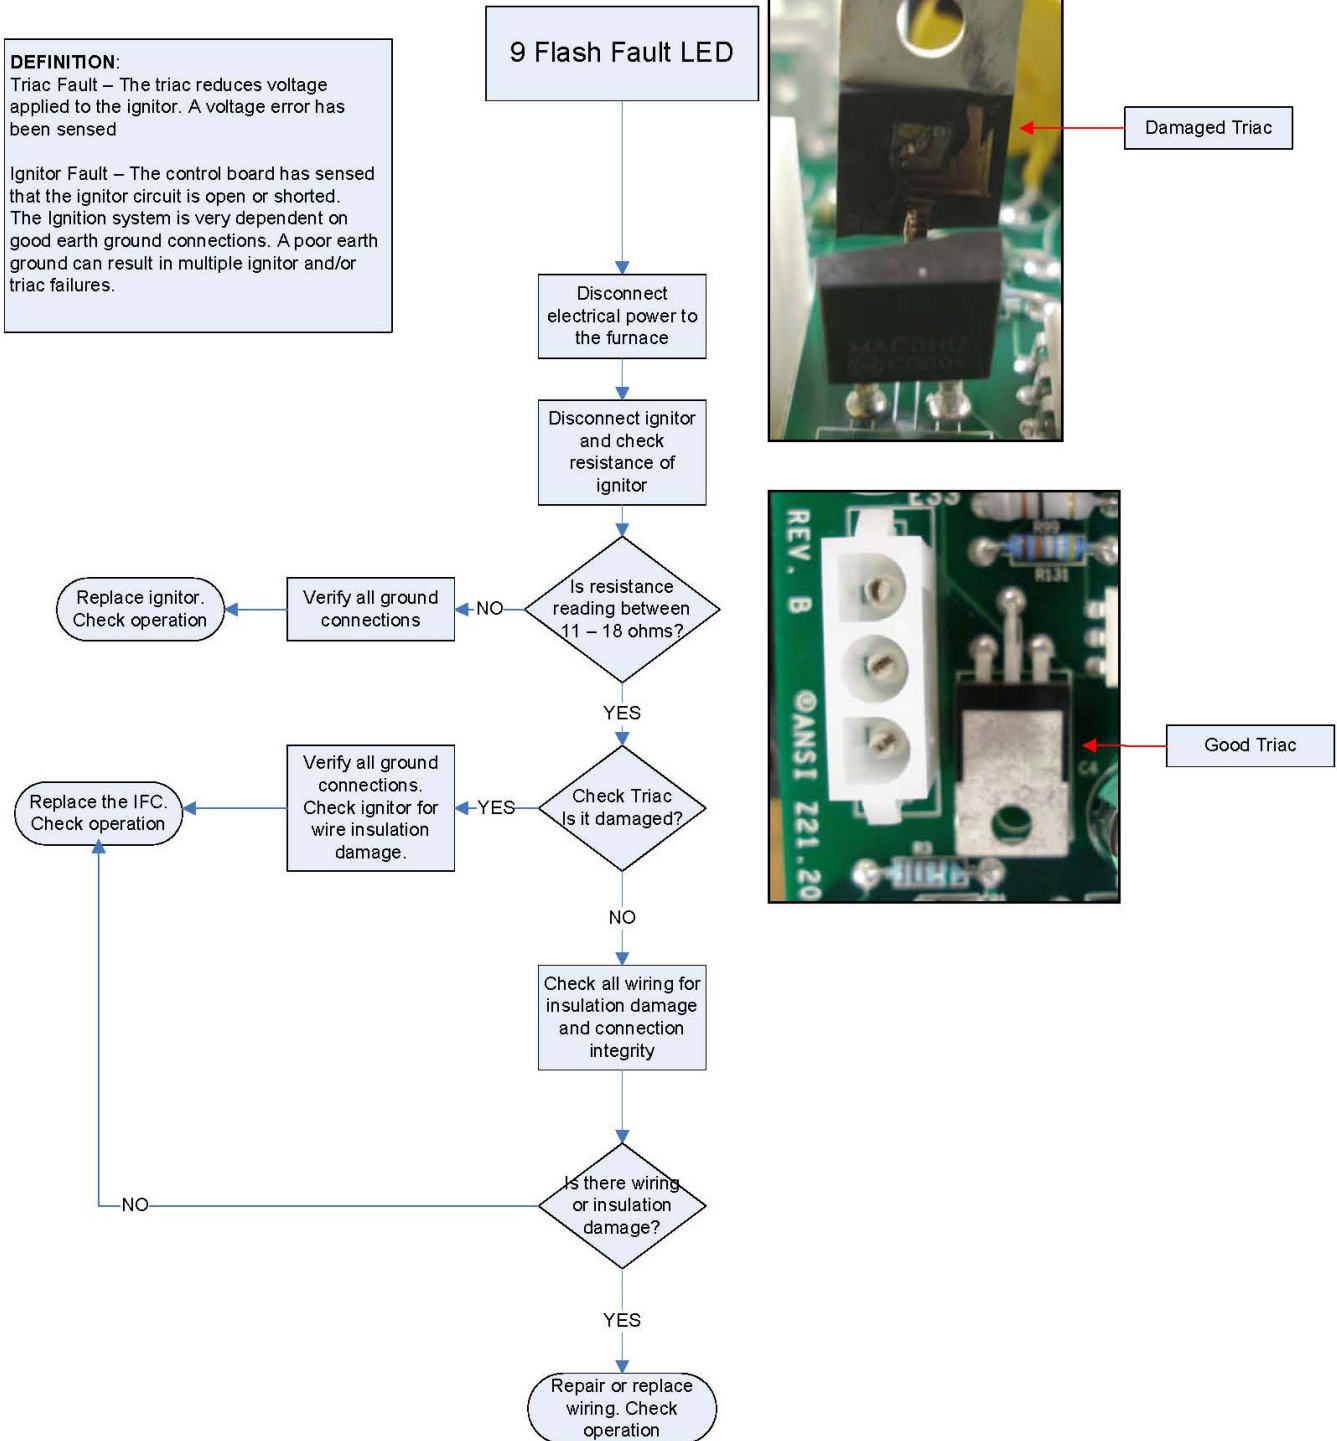 9 Flash Fault LED
DEFINITION:
Triac Fault – The triac reduces voltage
applied to the ignitor. A voltage error has
been sensed
Ignitor Fault – The control board has sensed
that the ignitor circuit is open or shorted.
The Ignition system is very dependent on
good earth ground connections. A poor earth
ground can result in multiple ignitor and/or
triac failures.
Damaged Triac
Disconnect
electrical power to
the furnace
Disconnect ignitor
and check
resistance of
ignitor
Is resistance
reading between
11 – 18 ohms?
NO
Verify all ground
connections
Replace ignitor.
Check operation
YES
Check Triac
Is it damaged?
YES
Verify all ground
connections.
Check ignitor for
wire insulation
damage.
Replace the IFC.
Check operation
NO
Check all wiring for
insulation damage
and connection
integrity
Is there wiring
or insulation
damage?
NO
YES
Repair or replace
wiring. Check
operation
REV. B
©ANSI Z21.20
R99
R131
C4
R3
Good Triac